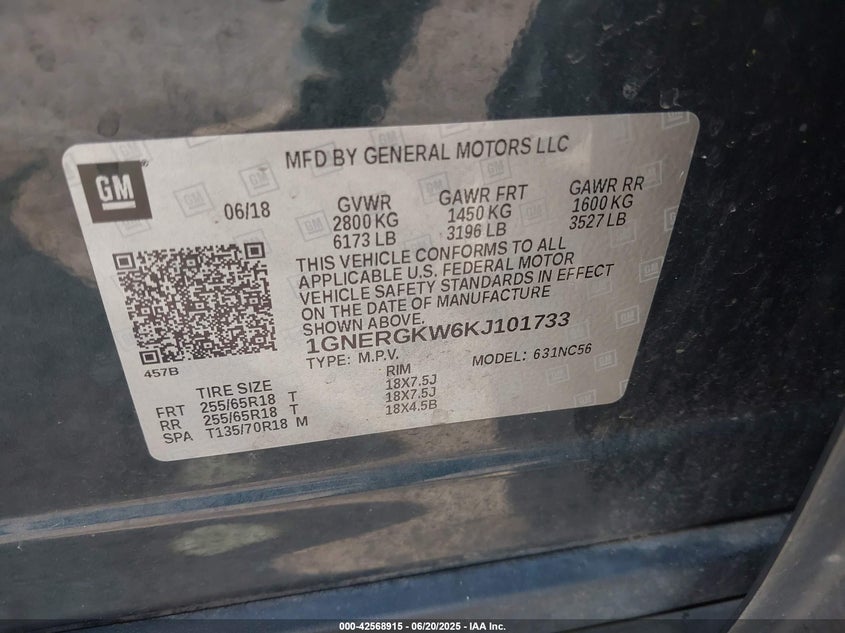 GM
MFD BY GENERAL MOTORS LLC
06/18
GVWR
2800 KG
6173 LB
GAWR FRT
1450 KG
3196 LB
GAWR RR
1600 KG
3527 LB
THIS VEHICLE CONFORMS TO ALL
APPLICABLE U.S. FEDERAL MOTOR
VEHICLE SAFETY STANDARDS IN EFFECT
ON THE DATE OF MANUFACTURE
SHOWN ABOVE.
1GNERGKW6KJ101733
TYPE: M.P.V.
MODEL: 631NC56
457B
TIRE SIZE
RIM
FRT 255/65R18 T 18X7.5J
RR 255/65R18 T 18X7.5J
SPA T135/70R18 M 18X4.5B
000-42568915 - 06/20/2025 - IAA Inc.